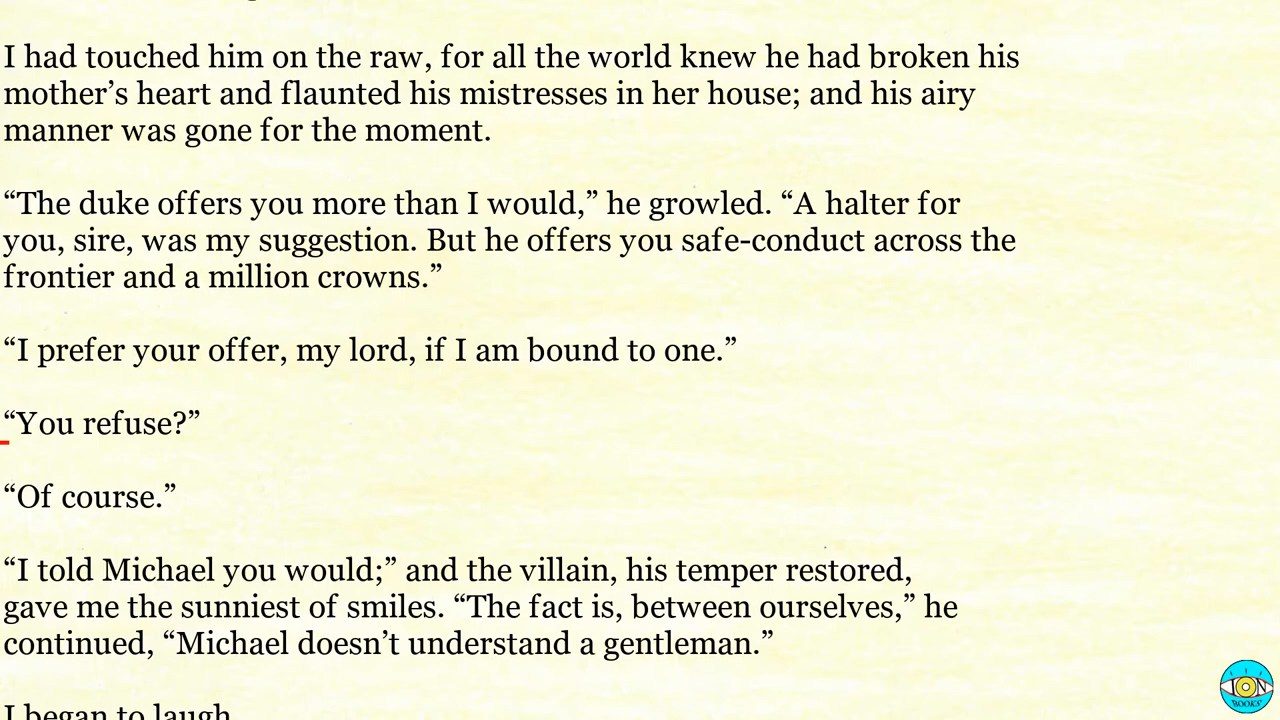 I had touched him on the raw, for all the world knew he had broken his
mother’s heart and flaunted his mistresses in her house; and his airy
manner was gone for the moment.
“The duke offers you more than I would,” he growled. “A halter for
you, sire, was my suggestion. But he offers you safe-conduct across the
frontier and a million crowns.”
“I prefer your offer, my lord, if I am bound to one.”
“You refuse?”
“Of course.”
“I told Michael you would;” and the villain, his temper restored,
gave me the sunniest of smiles. “The fact is, between ourselves,” he
continued, “Michael doesn’t understand a gentleman.”
I began to laugh.
ION
BOOKS